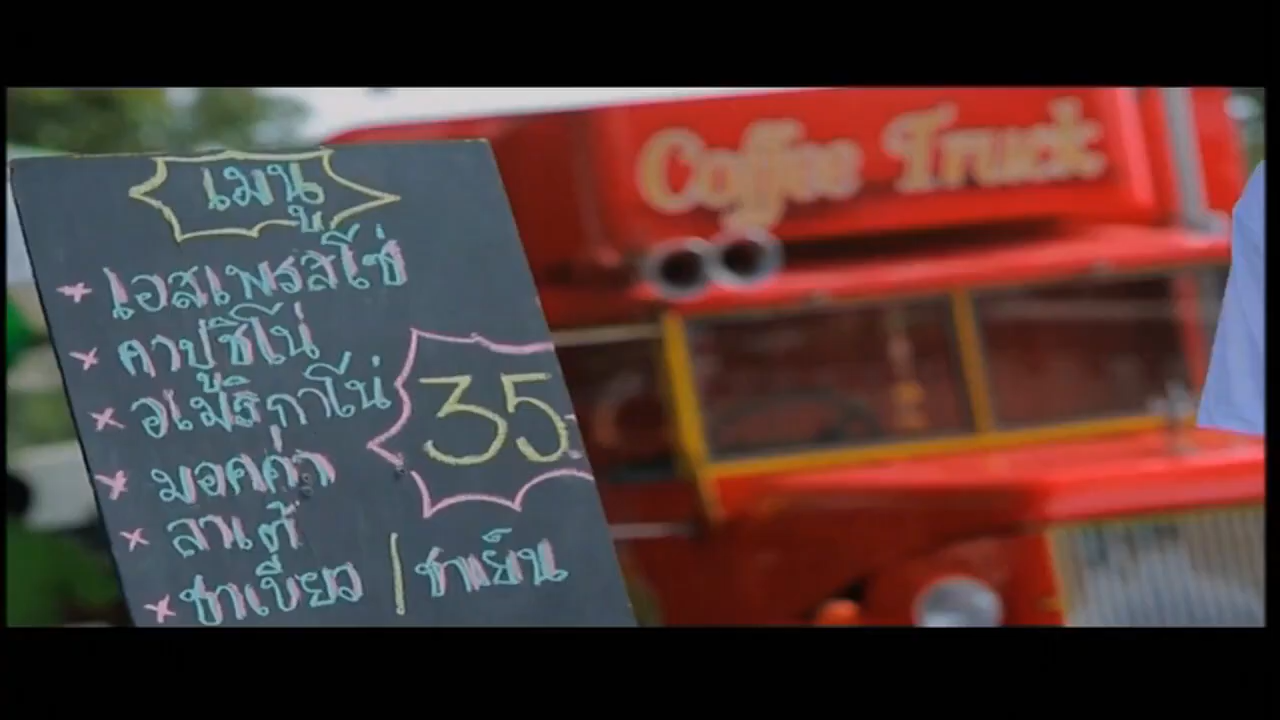 Coffee Truck
เมนู
× เอสเพรสโซ่
× คาปูชิโน่
× อเมริกาโน่
35.-
× มอคค่า
× ลาเต้
× ชาเขียว / ชาเย็น